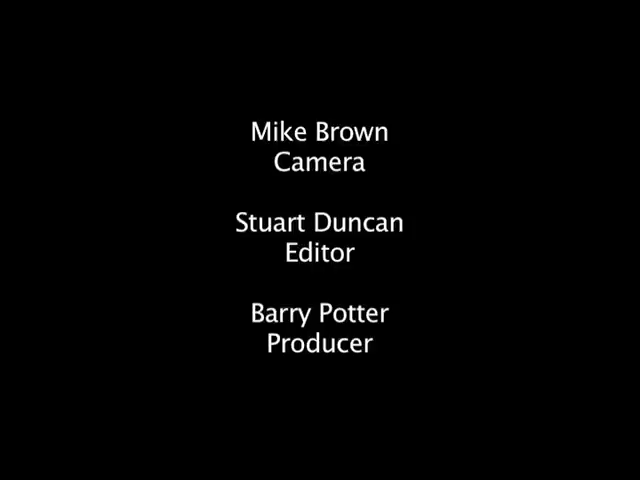 Mike Brown
Camera
Stuart Duncan
Editor
Barry Potter
Producer